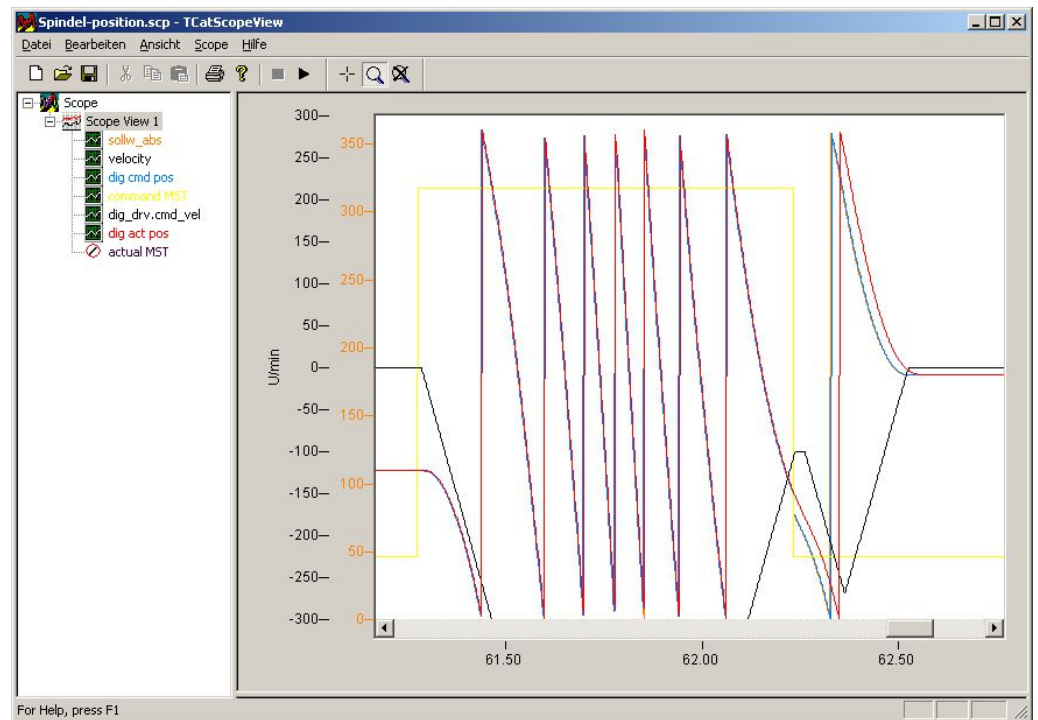 Spindel-position.scp - TCatScopeView
Datei Bearbeiten Ansicht Scope Hilfe
Scope
Scope View 1
sollw_abs
velocity
dig cmd pos
command MST
dig_drv.cmd_vel
dig act pos
actual MST
U/min
300
250
200
150
100
50
0
-50
-100
-150
-200
-250
-300
350
300
250
200
150
100
50
0
61.50 62.00 62.50
For Help, press F1